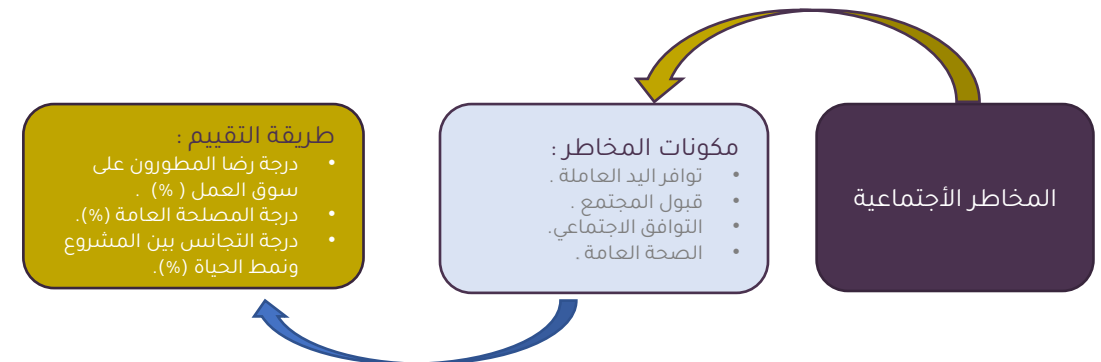 المخاطر الأجتماعية
مكونات المخاطر :
• توافر اليد العاملة .
• قبول المجتمع .
• التوافق الاجتماعي.
• الصحة العامة .
طريقة التقييم :
• درجة رضا المطورون على
سوق العمل ( %) .
• درجة المصلحة العامة (%).
• درجة التجانس بين المشروع
ونمط الحياة (%).